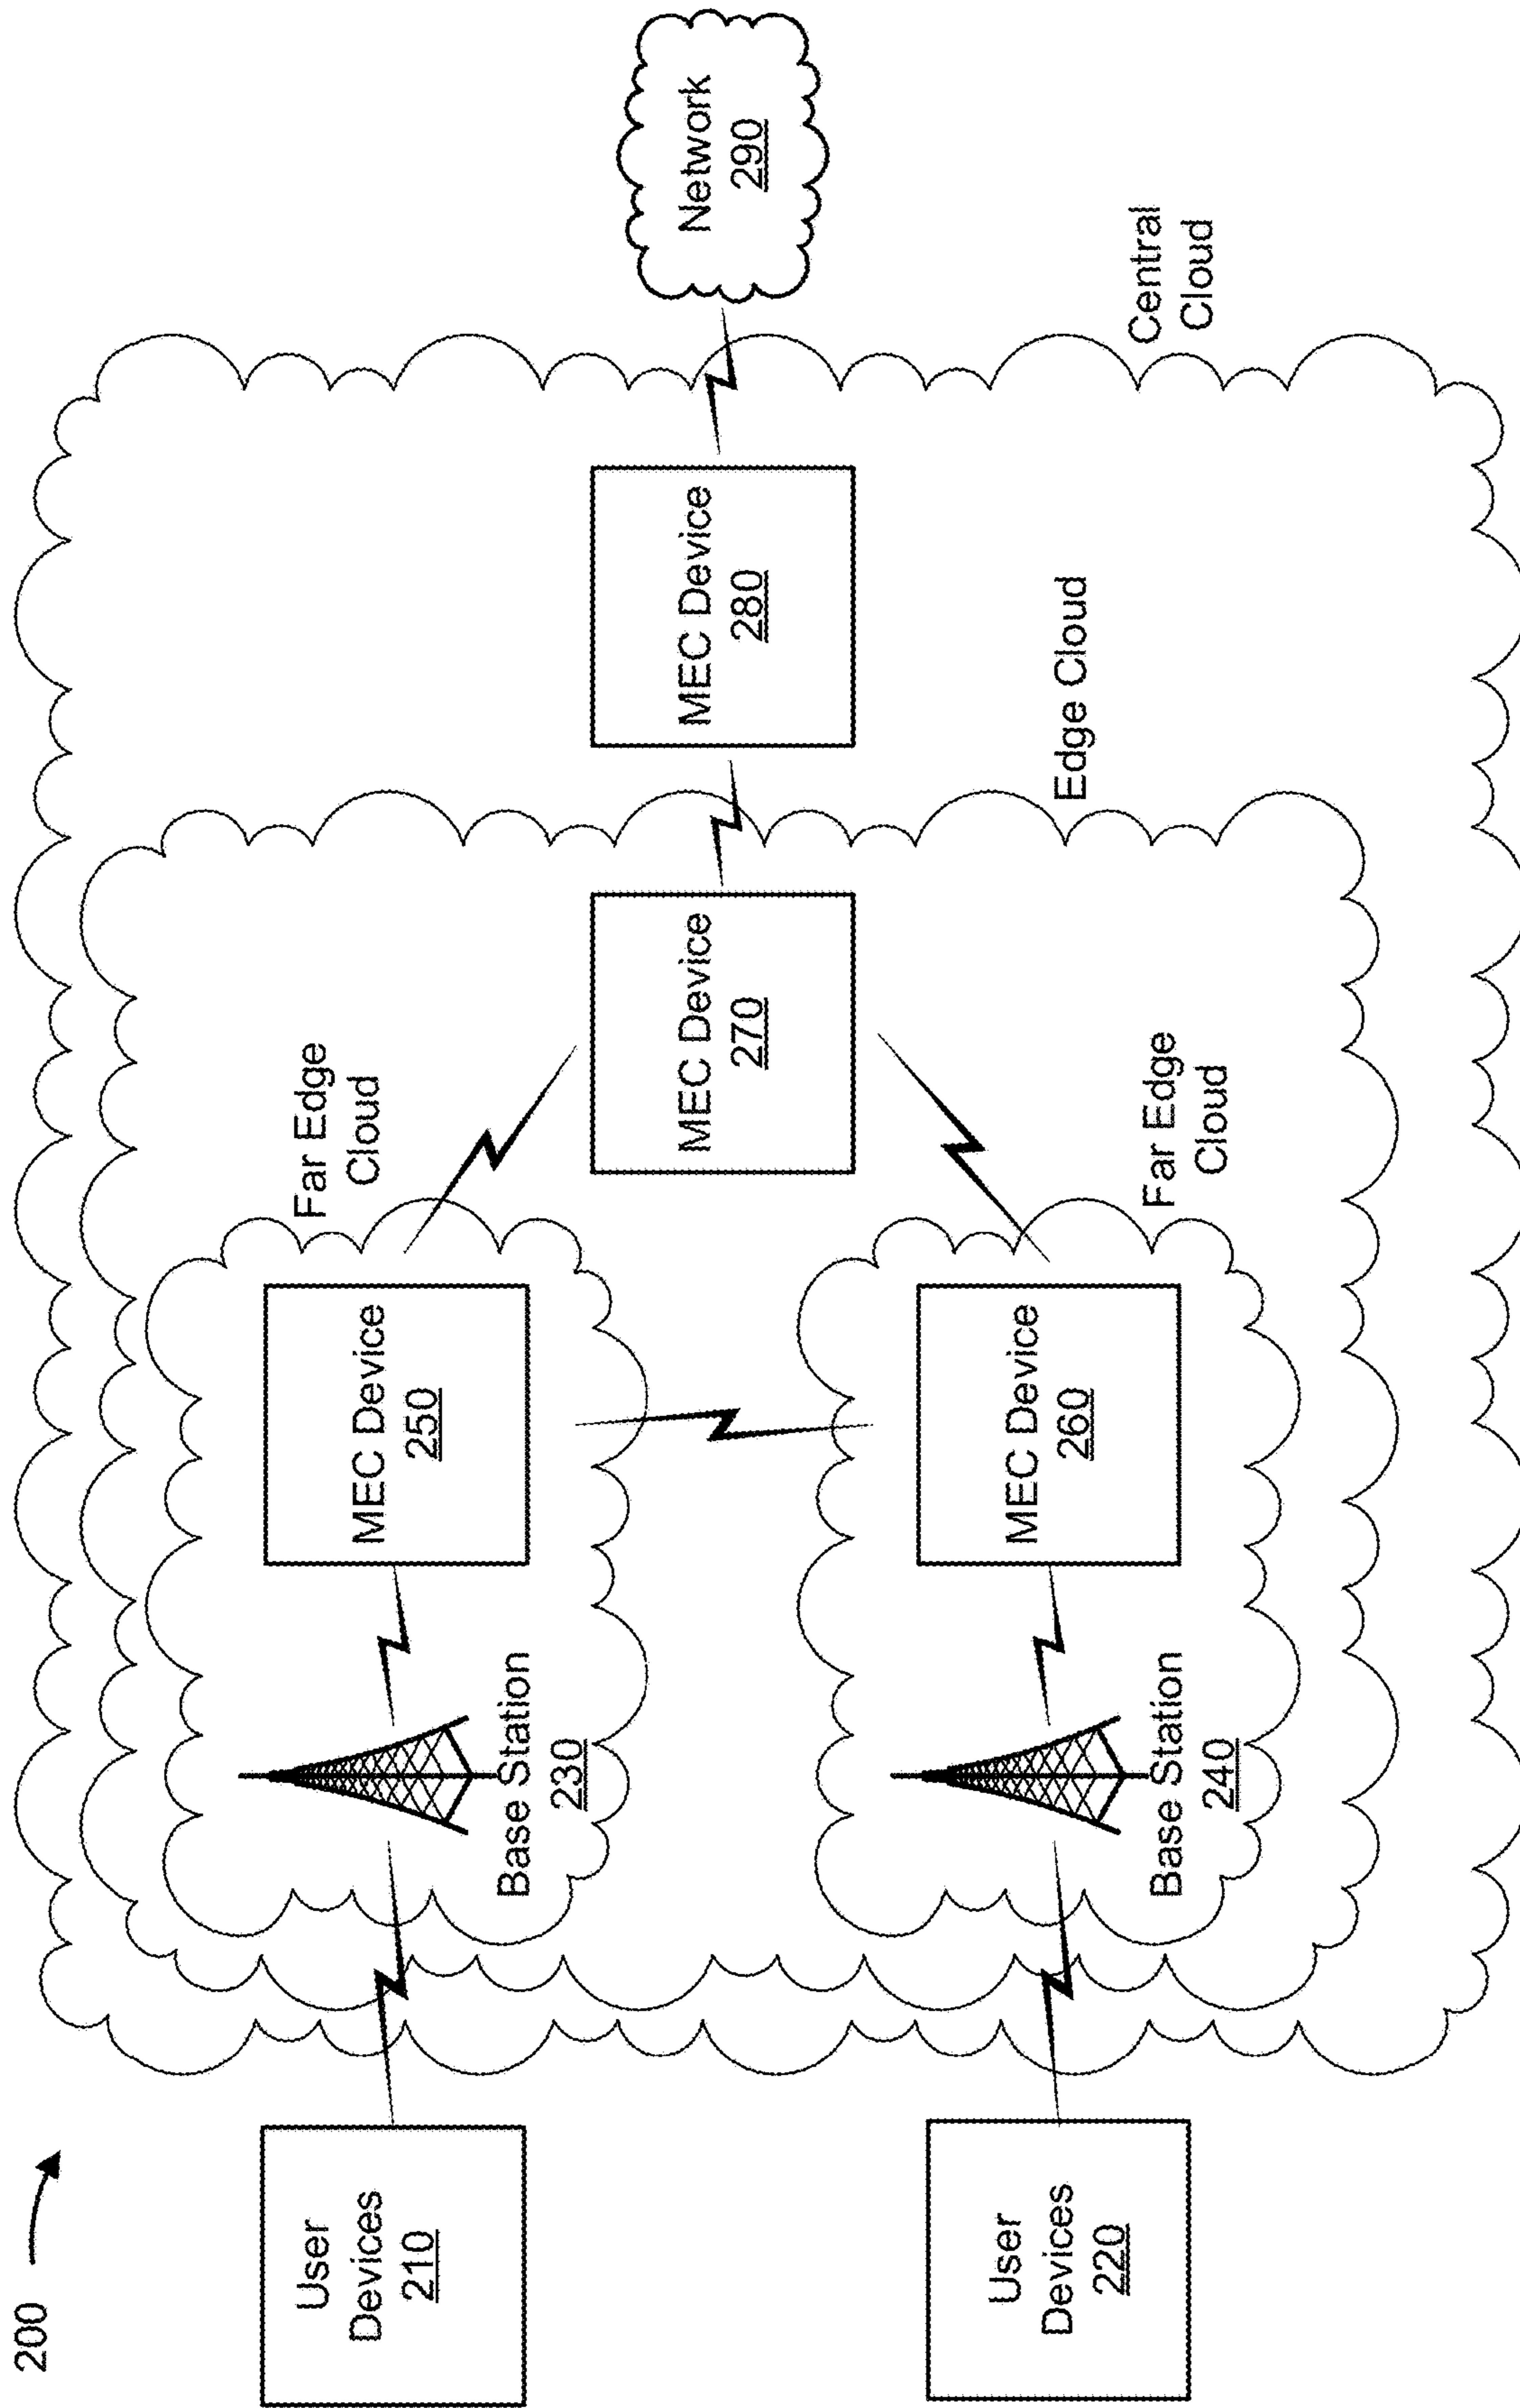 200
User
Devices
210
User
Devices
220
Base Station
230
Base Station
240
MEC Device
250
MEC Device
260
Far Edge
Cloud
Far Edge
Cloud
MEC Device
270
Edge Cloud
MEC Device
280
Central
Cloud
Network
290